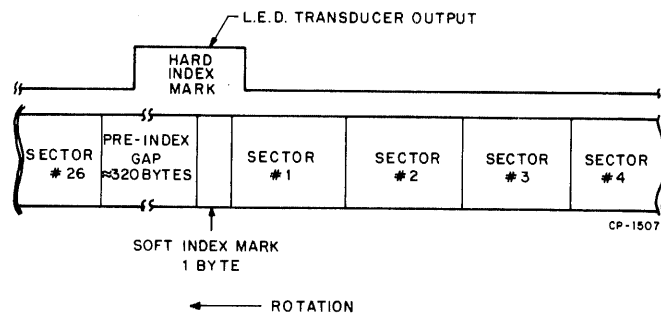 L.E.D. TRANSDUCER OUTPUT
HARD
INDEX
MARK
SECTOR
# 26
PRE-INDEX
GAP
≈320 BYTES
SECTOR
#1
SECTOR
#2
SECTOR
#3
SECTOR
#4
CP-1507
SOFT INDEX MARK
1 BYTE
ROTATION